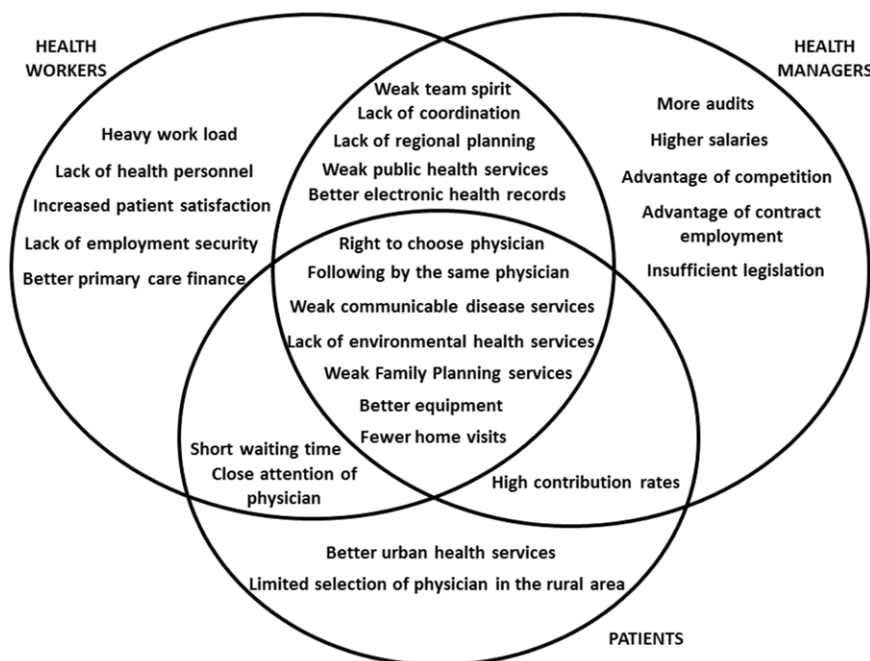 HEALTH
WORKERS
HEALTH
MANAGERS
Heavy work load
Lack of health personnel
Increased patient satisfaction
Lack of employment security
Better primary care finance
Weak team spirit
Lack of coordination
Lack of regional planning
Weak public health services
Better electronic health records
More audits
Higher salaries
Advantage of competition
Advantage of contract
employment
Insufficient legislation
Right to choose physician
Following by the same physician
Weak communicable disease services
Lack of environmental health services
Weak Family Planning services
Better equipment
Fewer home visits
Short waiting time
Close attention of
physician
High contribution rates
Better urban health services
Limited selection of physician in the rural area
PATIENTS